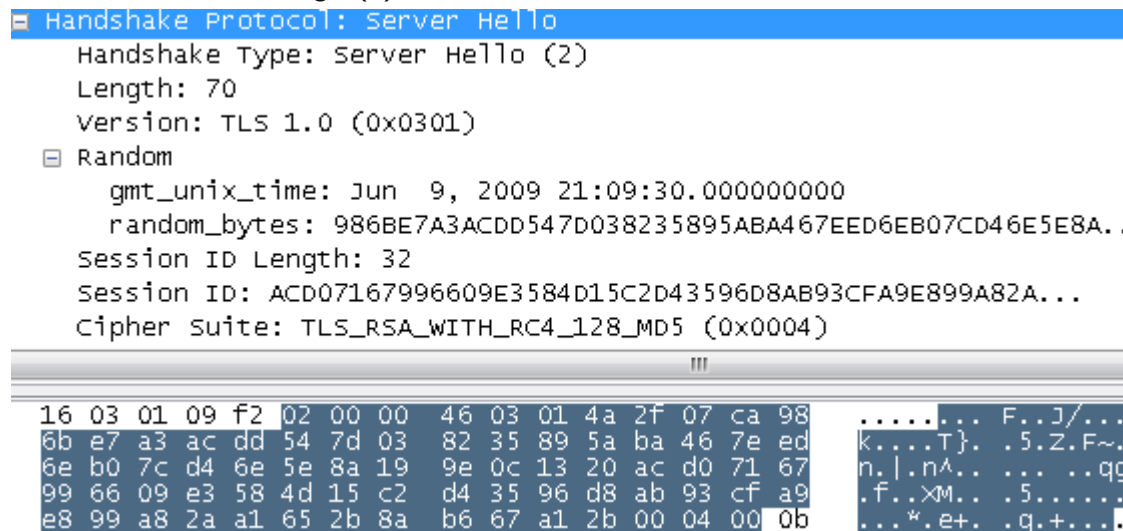 Handshake Protocol: Server Hello
Handshake Type: Server Hello (2)
Length: 70
Version: TLS 1.0 (0x0301)
Random
gmt_unix_time: Jun  9, 2009 21:09:30.000000000
random_bytes: 986BE7A3ACDD547D038235895ABA467EED6EB07CD46E5E8A..
Session ID Length: 32
Session ID: ACD07167996609E3584D15C2D43596D8AB93CFA9E899A82A...
Cipher Suite: TLS_RSA_WITH_RC4_128_MD5 (0x0004)
16 03 01 09 f2 02 00 00  46 03 01 4a 2f 07 ca 98  ........ F..J/...
6b e7 a3 ac dd 54 7d 03  82 35 89 5a ba 46 7e ed  k....T}. .5.Z.F~.
6e b0 7c d4 6e 5e 8a 19  9e 0c 13 20 ac d0 71 67  n.|.n^.. ... ..qg
99 66 09 e3 58 4d 15 c2  d4 35 96 d8 ab 93 cf a9  .f..XM.. .5......
e8 99 a8 2a a1 65 2b 8a  b6 67 a1 2b 00 04 00 0b  ...*.e+. .g.+....